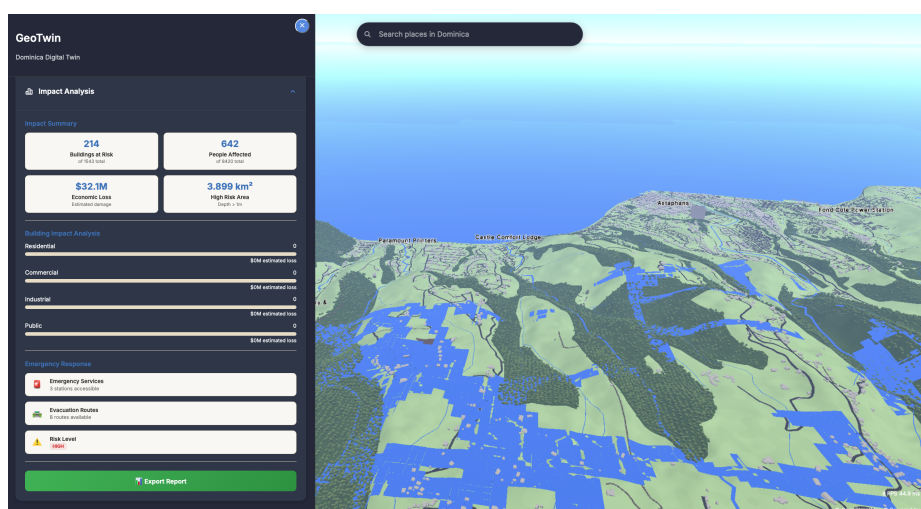 GeoTwin
Dominica Digital Twin
Impact Analysis
Impact Summary
214
Buildings at Risk
of 1543 total
642
People Affected
of 8420 total
$32.1M
Economic Loss
Estimated damage
3.899 km²
High Risk Area
Depth > 1m
Building Impact Analysis
Residential 0
$0M estimated loss
Commercial 0
$0M estimated loss
Industrial 0
$0M estimated loss
Public 0
$0M estimated loss
Emergency Response
Emergency Services
3 stations accessible
Evacuation Routes
8 routes available
Risk Level
HIGH
Export Report
Search places in Dominica
Astaphans
Fond Cole Power Station
Paramount Printers
Castle Comfort Lodge